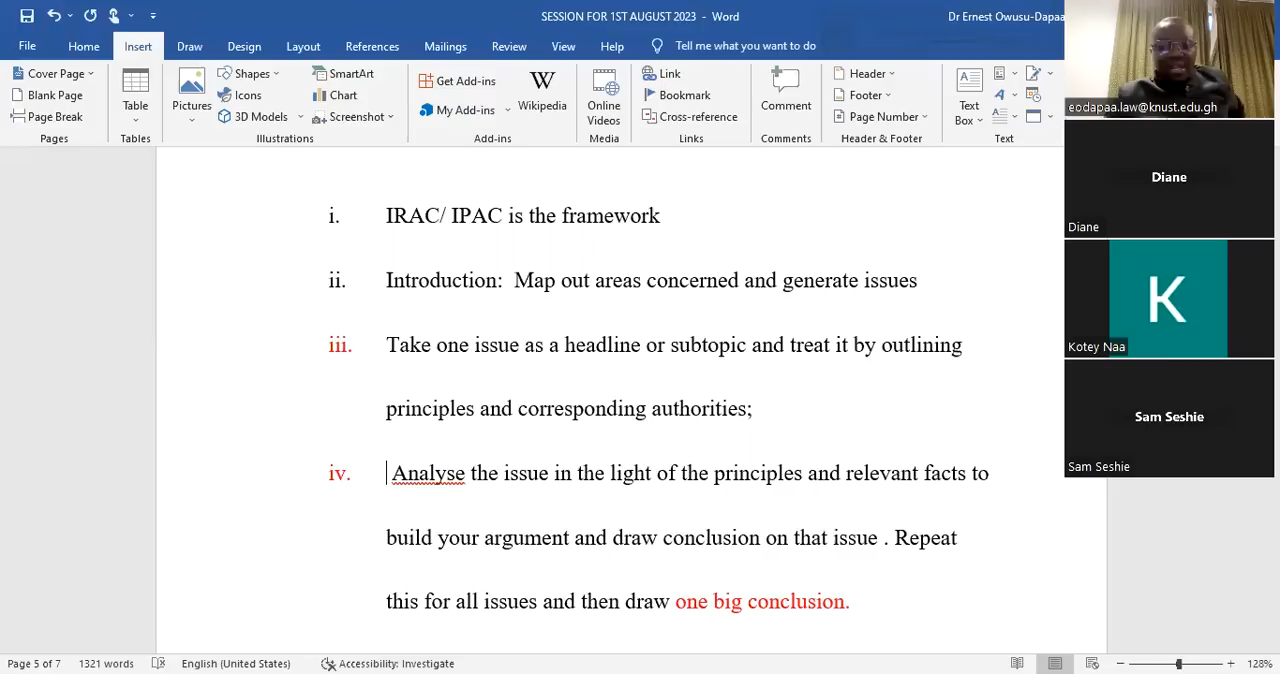 SESSION FOR 1ST AUGUST 2023 - Word
Dr Ernest Owusu-Dapaa
File Home Insert Draw Design Layout References Mailings Review View Help Tell me what you want to do
Cover Page
Blank Page
Page Break
Pages
Table
Tables
Pictures
Shapes
Icons
3D Models
SmartArt
Chart
Screenshot
Illustrations
Get Add-ins
My Add-ins
Wikipedia
Add-ins
Online
Videos
Media
Link
Bookmark
Cross-reference
Links
Comment
Comments
Header
Footer
Page Number
Header & Footer
Text
Box
Text
eodapaa.law@knust.edu.gh
Diane
Diane
K
Kotey Naa
Sam Seshie
Sam Seshie
i. IRAC/ IPAC is the framework
ii. Introduction: Map out areas concerned and generate issues
iii. Take one issue as a headline or subtopic and treat it by outlining
principles and corresponding authorities;
iv. Analyse the issue in the light of the principles and relevant facts to
build your argument and draw conclusion on that issue . Repeat
this for all issues and then draw one big conclusion.
Page 5 of 7 1321 words English (United States) Accessibility: Investigate 128%